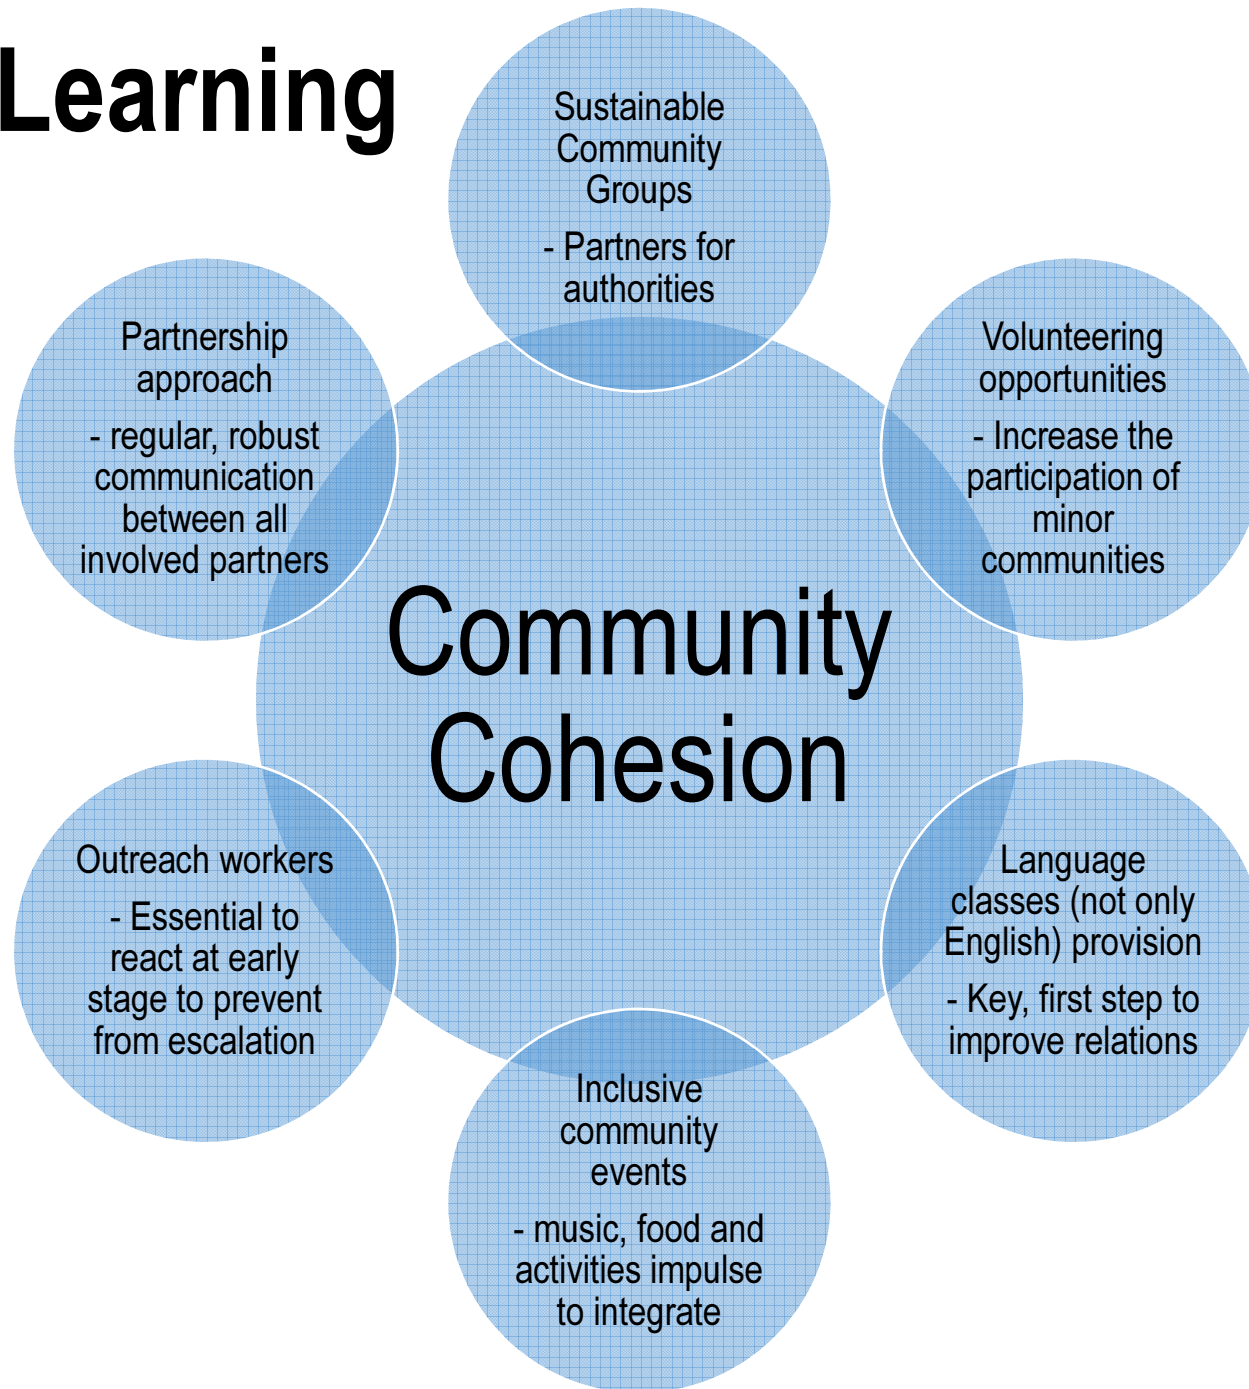 Learning
Sustainable
Community
Groups
- Partners for
authorities
Partnership
approach
- regular, robust
communication
between all
involved partners
Volunteering
opportunities
- Increase the
participation of
minor
communities
Community
Cohesion
Outreach workers
- Essential to
react at early
stage to prevent
from escalation
Language
classes (not only
English) provision
- Key, first step to
improve relations
Inclusive
community
events
- music, food and
activities impulse
to integrate